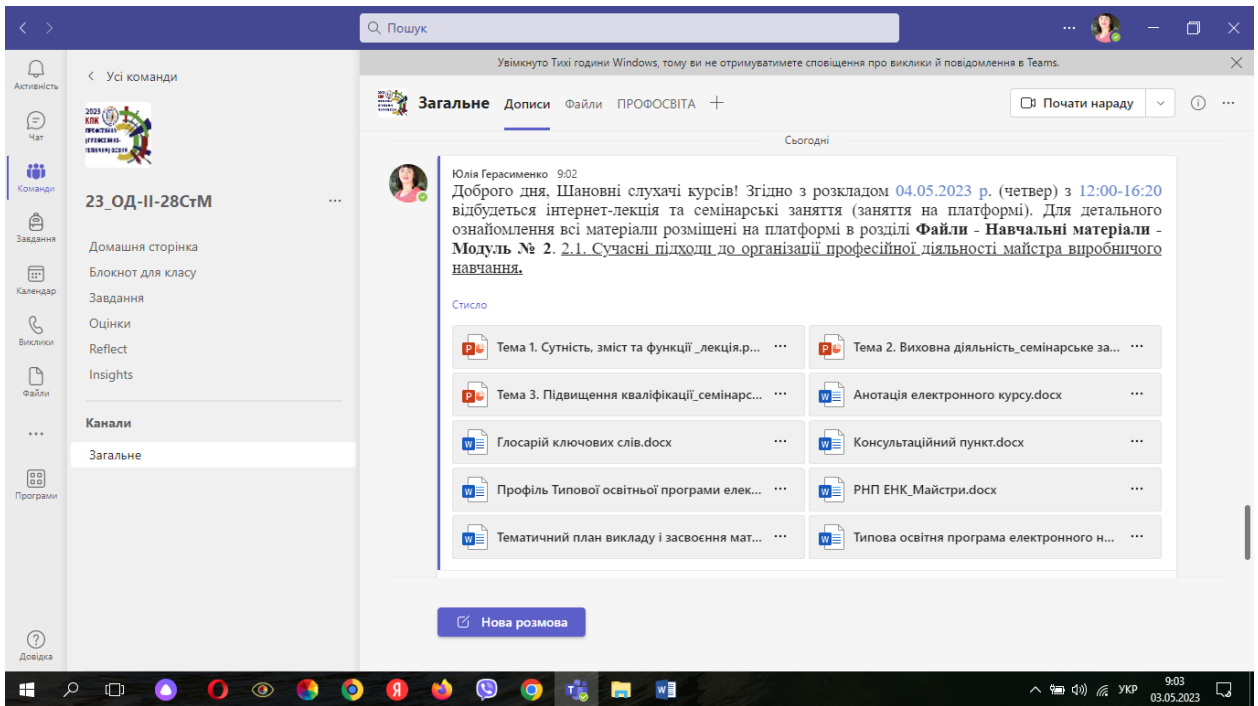 Пошук
Увімкнуто Тихі години Windows, тому ви не отримуватимете сповіщення про виклики й повідомлення в Teams.
Активність
Чат
Команди
Завдання
Календар
Виклики
Файли
Програми
Довідка
Усі команди
2023
КПК
23_ОД-ІІ-28СтМ
Домашня сторінка
Блокнот для класу
Завдання
Оцінки
Reflect
Insights
Канали
Загальне
Загальне Дописи Файли ПРОФОСВІТА
Почати нараду
Сьогодні
Юлія Герасименко 9:02
Доброго дня, Шановні слухачі курсів! Згідно з розкладом 04.05.2023 р. (четвер) з 12:00-16:20
відбудеться інтернет-лекція та семінарські заняття (заняття на платформі). Для детального
ознайомлення всі матеріали розміщені на платформі в розділі Файли - Навчальні матеріали -
Модуль № 2. 2.1. Сучасні підходи до організації професійної діяльності майстра виробничого
навчання.
Стисло
Тема 1. Сутність, зміст та функції _лекція.p...
Тема 2. Виховна діяльність_семінарське за...
Тема 3. Підвищення кваліфікації_семінарс...
Анотація електронного курсу.docx
Глосарій ключових слів.docx
Консультаційний пункт.docx
Профіль Типової освітньої програми елек...
РНП ЕНК_Майстри.docx
Тематичний план викладу і засвоєння мат...
Типова освітня програма електронного н...
Нова розмова
УКР
9:03
03.05.2023